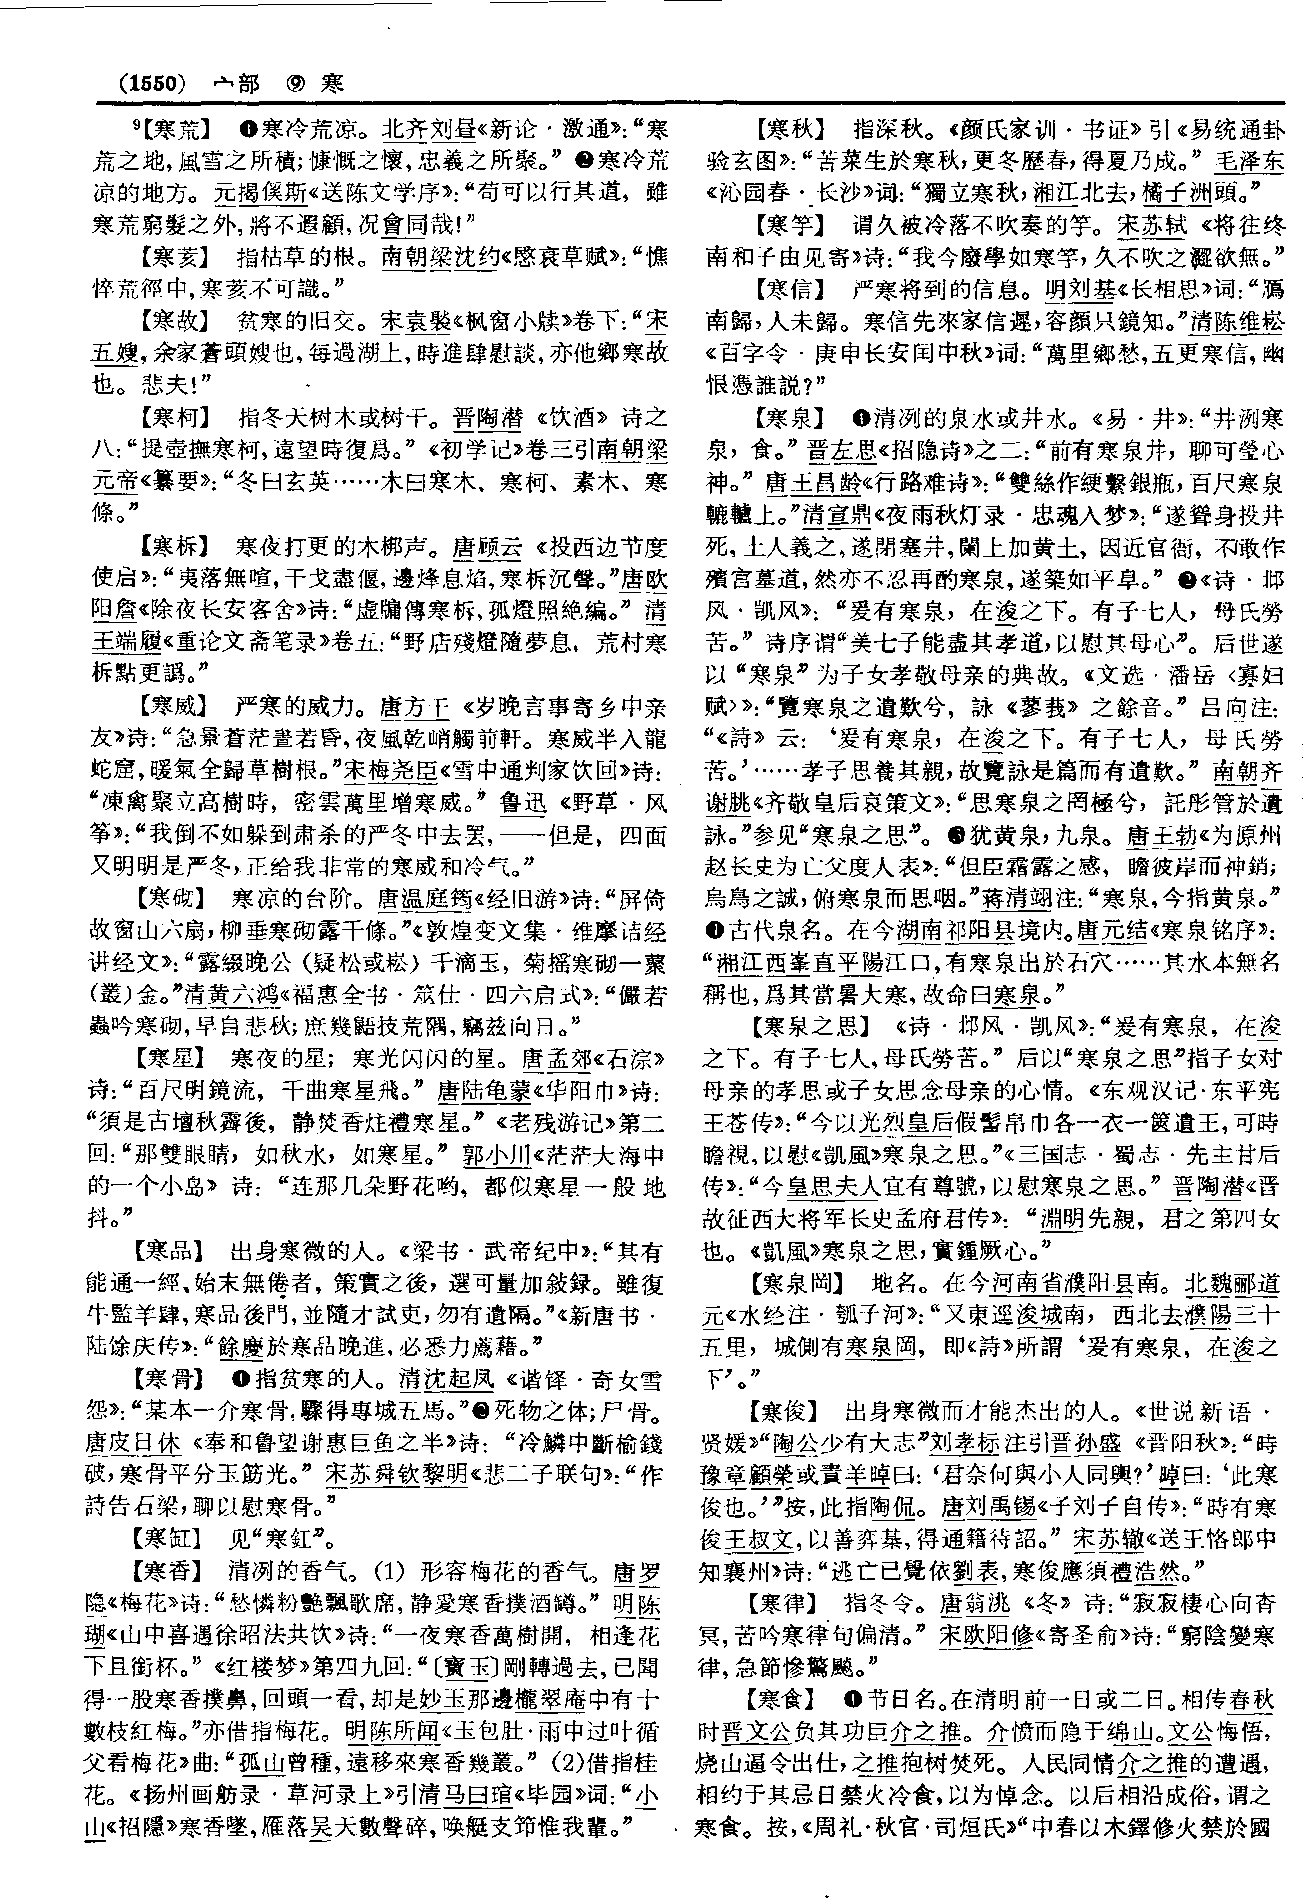 (1550) 宀部 ⑨ 寒
⁹【寒荒】 ❶寒冷荒凉。北齐刘昼《新论·激通》：“寒
荒之地，風雪之所積；慷慨之懷，忠義之所聚。” ❷寒冷荒
凉的地方。元揭傒斯《送陈文学序》：“苟可以行其道，雖
寒荒窮髮之外，將不遐顧，况會同哉！”
【寒荄】 指枯草的根。南朝梁沈约《愍衰草赋》：“憔
悴荒徑中，寒荄不可識。”
【寒故】 贫寒的旧交。宋袁褧《枫窗小牍》卷下：“宋
五嫂，余家蒼頭嫂也，每過湖上，時進肆慰談，亦他鄉寒故
也。悲夫！”
【寒柯】 指冬天树木或树干。晋陶潜《饮酒》诗之
八：“提壺撫寒柯，遠望時復爲。”《初学记》卷三引南朝梁
元帝《纂要》：“冬曰玄英……木曰寒木、寒柯、素木、寒
條。”
【寒柝】 寒夜打更的木梆声。唐顾云《投西边节度
使启》：“夷落無喧，干戈盡偃，邊烽息焰，寒柝沉聲。”唐欧
阳詹《除夜长安客舍》诗：“虚牖傳寒柝，孤燈照絶編。” 清
王端履《重论文斋笔录》卷五：“野店殘燈隨夢息，荒村寒
柝點更譌。”
【寒威】 严寒的威力。唐方干《岁晚言事寄乡中亲
友》诗：“急景蒼茫晝若昏，夜風乾峭觸前軒。寒威半入龍
蛇窟，暖氣全歸草樹根。”宋梅尧臣《雪中通判家饮回》诗：
“凍禽聚立高樹時，密雲萬里增寒威。” 鲁迅《野草·风
筝》：“我倒不如躲到肃杀的严冬中去罢，——但是，四面
又明明是严冬，正给我非常的寒威和冷气。”
【寒砌】 寒凉的台阶。唐温庭筠《经旧游》诗：“屏倚
故窗山六扇，柳垂寒砌露千條。”《敦煌变文集·维摩诘经
讲经文》：“露缀晚公（疑松或崧）千滴玉，菊摇寒砌一藂
（叢）金。”清黄六鸿《福惠全书·筮仕·四六启式》：“儼若
蟲吟寒砌，早自悲秋；庶幾鼯技荒隅，竊兹向日。”
【寒星】 寒夜的星；寒光闪闪的星。唐孟郊《石淙》
诗：“百尺明鏡流，千曲寒星飛。” 唐陆龟蒙《华阳巾》诗：
“須是古壇秋霽後，静焚香炷禮寒星。”《老残游记》第二
回：“那雙眼睛，如秋水，如寒星。” 郭小川《茫茫大海中
的一个小岛》诗：“连那几朵野花哟，都似寒星一般地
抖。”
【寒品】 出身寒微的人。《梁书·武帝纪中》：“其有
能通一經、始末無倦者，策實之後，選可量加敍録。雖復
牛監羊肆，寒品後門，並隨才試吏，勿有遺隔。”《新唐书·
陆馀庆传》：“餘慶於寒品晚進，必悉力薦藉。”
【寒骨】 ❶指贫寒的人。清沈起凤《谐铎·奇女雪
怨》：“某本一介寒骨，驟得專城五馬。”❷死物之体；尸骨。
唐皮日休《奉和鲁望谢惠巨鱼之半》诗：“冷鱗中斷榆錢
破，寒骨平分玉筯光。” 宋苏舜钦黎明《悲二子联句》：“作
詩告石梁，聊以慰寒骨。”
【寒缸】 见“寒釭”。
【寒香】 清冽的香气。（1）形容梅花的香气。唐罗
隐《梅花》诗：“愁憐粉艷飄歌席，静愛寒香撲酒罇。” 明陈
瑚《山中喜遇徐昭法共饮》诗：“一夜寒香萬樹開，相逢花
下且銜杯。”《红楼梦》第四九回：“〔寶玉〕剛轉過去，已聞
得一股寒香撲鼻，回頭一看，却是妙玉那邊櫳翠庵中有十
數枝紅梅。”亦借指梅花。明陈所闻《玉包肚·雨中过叶循
父看梅花》曲：“孤山曾種，遠移來寒香幾叢。”（2）借指桂
花。《扬州画舫录·草河录上》引清马曰琯《毕园》词：“小
山《招隱》寒香墜，雁落吴天數聲碎，唤艇支筇惟我輩。”
【寒秋】 指深秋。《颜氏家训·书证》引《易统通卦
验玄图》：“苦菜生於寒秋，更冬歷春，得夏乃成。” 毛泽东
《沁园春·长沙》词：“獨立寒秋，湘江北去，橘子洲頭。”
【寒竽】 谓久被冷落不吹奏的竽。宋苏轼《将往终
南和子由见寄》诗：“我今廢學如寒竽，久不吹之澀欲無。”
【寒信】 严寒将到的信息。明刘基《长相思》词：“鴈
南歸，人未歸。寒信先來家信遲，容顔只鏡知。”清陈维崧
《百字令·庚申长安闰中秋》词：“萬里鄉愁，五更寒信，幽
恨憑誰説？”
【寒泉】 ❶清冽的泉水或井水。《易·井》：“井洌寒
泉，食。” 晋左思《招隐诗》之二：“前有寒泉井，聊可瑩心
神。” 唐王昌龄《行路难诗》：“雙絲作綆繫銀瓶，百尺寒泉
轆轤上。”清宣鼎《夜雨秋灯录·忠魂入梦》：“遂聳身投井
死，土人義之，遂閉塞井，闌上加黄土，因近官衙，不敢作
殯宫墓道，然亦不忍再酌寒泉，遂築如平阜。” ❷《诗·邶
风·凯风》：“爰有寒泉，在浚之下。有子七人，母氏勞
苦。” 诗序谓“美七子能盡其孝道，以慰其母心”。后世遂
以“寒泉”为子女孝敬母亲的典故。《文选·潘岳〈寡妇
赋〉》：“覽寒泉之遺歎兮，詠《蓼莪》之餘音。” 吕向注：
“《詩》云：‘爰有寒泉，在浚之下。有子七人，母氏勞
苦。’……孝子思養其親，故覽詠是篇而有遺歎。” 南朝齐
谢朓《齐敬皇后哀策文》：“思寒泉之罔極兮，託彤管於遺
詠。”参见“寒泉之思”。❸犹黄泉，九泉。唐王勃《为原州
赵长史为亡父度人表》：“但臣霜露之感，瞻彼岸而神銷；
烏鳥之誠，俯寒泉而思咽。”蒋清翊注：“寒泉，今指黄泉。”
❹古代泉名。在今湖南祁阳县境内。唐元结《寒泉铭序》：
“湘江西峯直平陽江口，有寒泉出於石穴……其水本無名
稱也，爲其當暑大寒，故命曰寒泉。”
【寒泉之思】《诗·邶风·凯风》：“爰有寒泉，在浚
之下。有子七人，母氏勞苦。” 后以“寒泉之思”指子女对
母亲的孝思或子女思念母亲的心情。《东观汉记·东平宪
王苍传》：“今以光烈皇后假髻帛巾各一衣一篋遺王，可時
瞻視，以慰《凱風》寒泉之思。”《三国志·蜀志·先主甘后
传》：“今皇思夫人宜有尊號，以慰寒泉之思。” 晋陶潜《晋
故征西大将军长史孟府君传》：“淵明先親，君之第四女
也。《凱風》寒泉之思，實鍾厥心。”
【寒泉岡】 地名。在今河南省濮阳县南。北魏郦道
元《水经注·瓠子河》：“又東逕浚城南，西北去濮陽三十
五里，城側有寒泉岡，即《詩》所謂‘爰有寒泉，在浚之
下’。”
【寒俊】 出身寒微而才能杰出的人。《世说新语·
贤媛》“陶公少有大志”刘孝标注引晋孙盛《晋阳秋》：“時
豫章顧榮或責羊晫曰：‘君奈何與小人同輿？’晫曰：‘此寒
俊也。’”按，此指陶侃。唐刘禹锡《子刘子自传》：“時有寒
俊王叔文，以善弈棊，得通籍待詔。” 宋苏辙《送王恪郎中
知襄州》诗：“逃亡已覺依劉表，寒俊應須禮浩然。”
【寒律】 指冬令。唐翁洮《冬》诗：“寂寂棲心向杳
冥，苦吟寒律句偏清。” 宋欧阳修《寄圣俞》诗：“窮陰變寒
律，急節慘驚飈。”
【寒食】 ❶节日名。在清明前一日或二日。相传春秋
时晋文公负其功臣介之推。介愤而隐于绵山。文公悔悟，
烧山逼令出仕，之推抱树焚死。人民同情介之推的遭遇，
相约于其忌日禁火冷食，以为悼念。以后相沿成俗，谓之
寒食。按，《周礼·秋官·司烜氏》“中春以木鐸修火禁於國